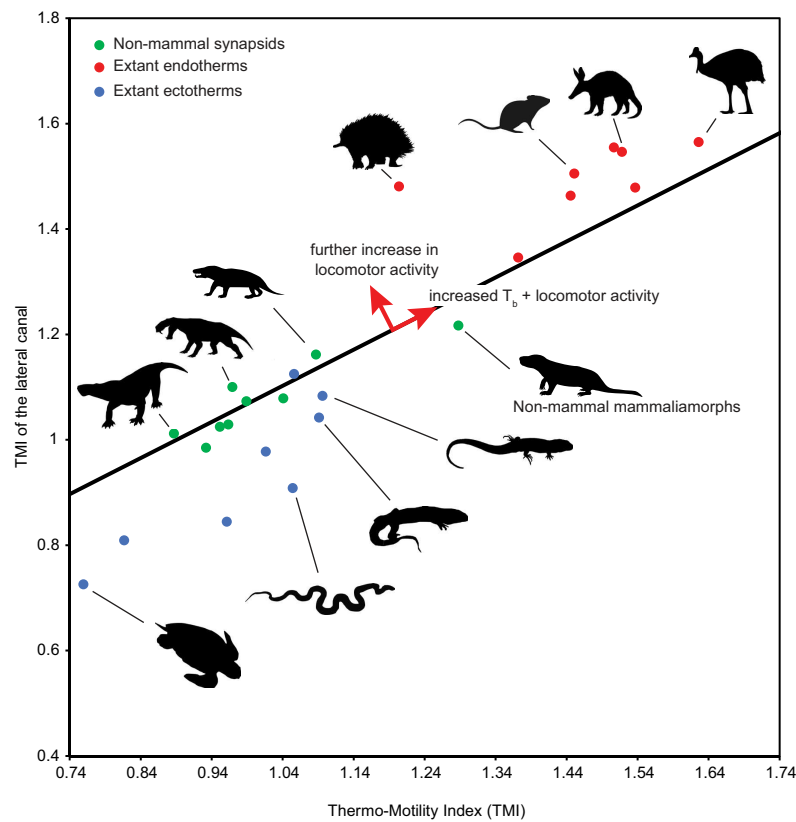 1.8
Non-mammal synapsids
Extant endotherms
Extant ectotherms
1.6
1.4
further increase in
locomotor activity
increased Tb + locomotor activity
1.2
Non-mammal mammaliamorphs
1
0.8
0.6
0.4
TMI of the lateral canal
0.74 0.84 0.94 1.04 1.14 1.24 1.34 1.44 1.54 1.64 1.74
Thermo-Motility Index (TMI)